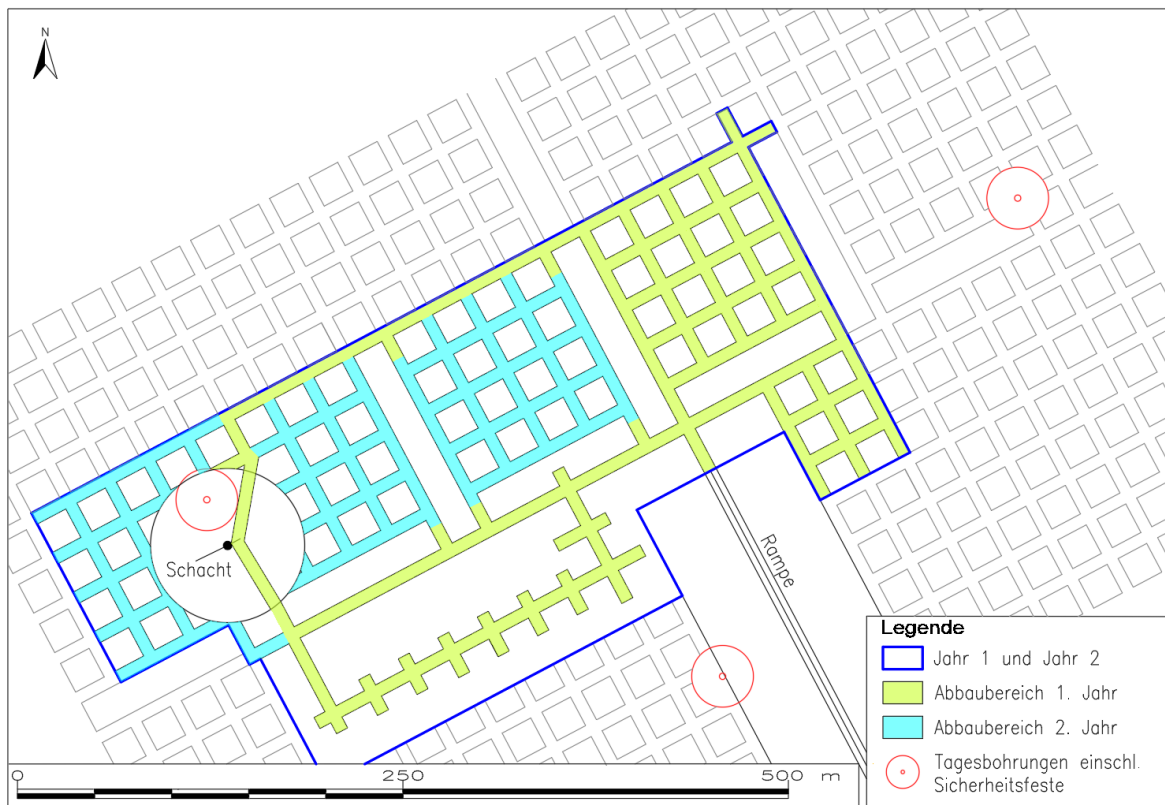 N
Schacht
Rampe
Legende
Jahr 1 und Jahr 2
Abbaubereich 1. Jahr
Abbaubereich 2. Jahr
Tagesbohrungen einschl.
Sicherheitsfeste
0 250 500 m